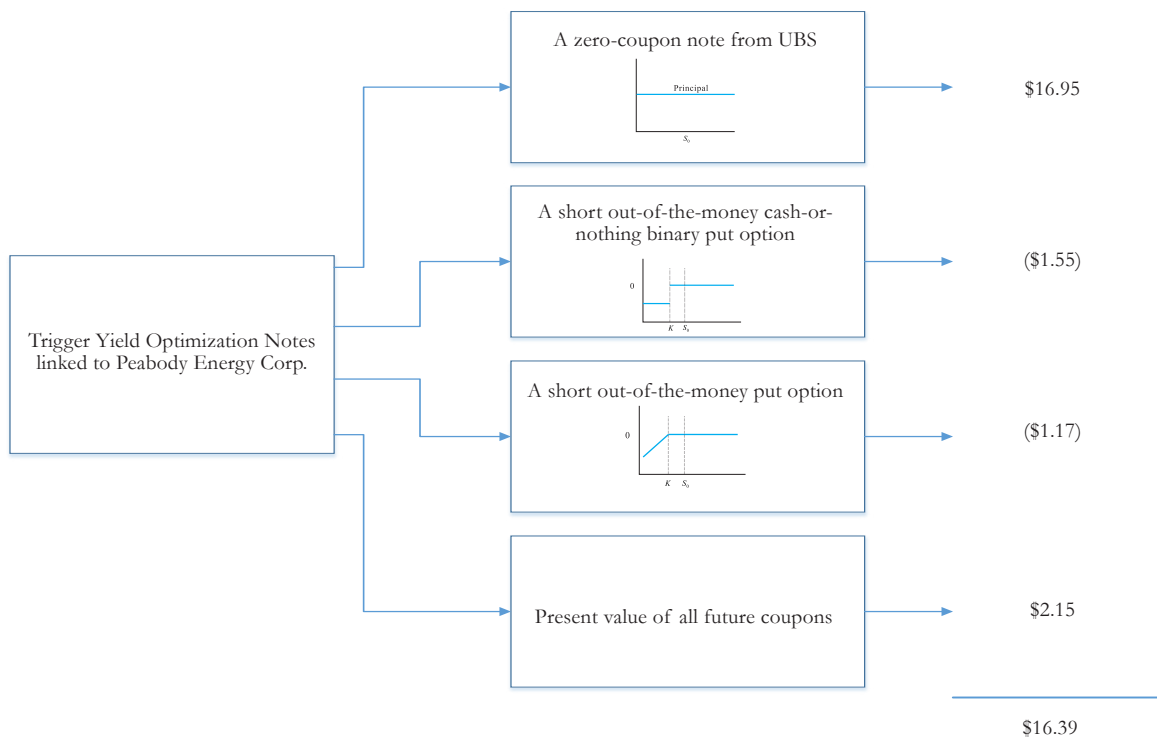 Trigger Yield Optimization Notes
linked to Peabody Energy Corp.
A zero-coupon note from UBS
Principal
S₀
$16.95
A short out-of-the-money cash-or-
nothing binary put option
0
K S₀
($1.55)
A short out-of-the-money put option
0
K S₀
($1.17)
Present value of all future coupons
$2.15
$16.39